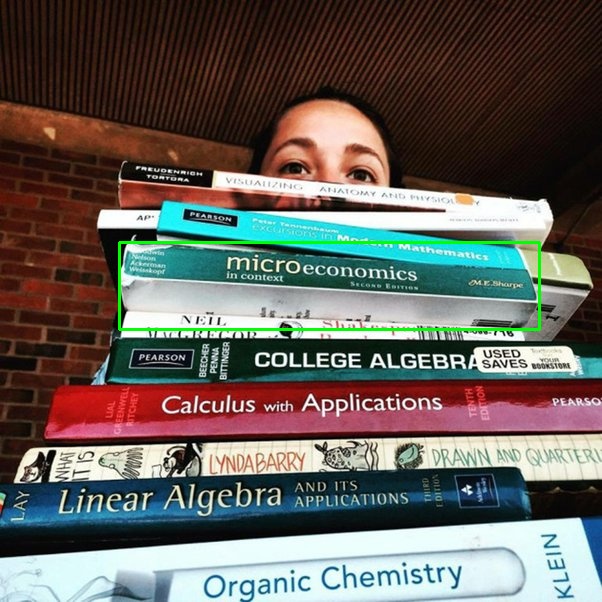 FREUDENRICH
TORTORA
VISUALIZING ANATOMY AND PHYSIOLOGY
AP
PEARSON
Peter Tannenbaum
EXCURSIONS IN Modern Mathematics
Goodwin
Nelson
Ackerman
Weisskopf
microeconomics
in context
SECOND EDITION
M.E.Sharpe
NEIL
MACGREGOR
PEARSON
BEECHER
PENNA
BITTINGER
COLLEGE ALGEBRA
USED
SAVES
YOUR
BOOKSTORE
LIAL
GREENWELL
RITCHEY
Calculus with Applications
TENTH
EDITION
PEARSO
WHAT
IT IS
LYNDA BARRY
DRAWN AND QUARTERL
LAY
Linear Algebra AND ITS
APPLICATIONS
THIRD
EDITION
Organic Chemistry
KLEIN